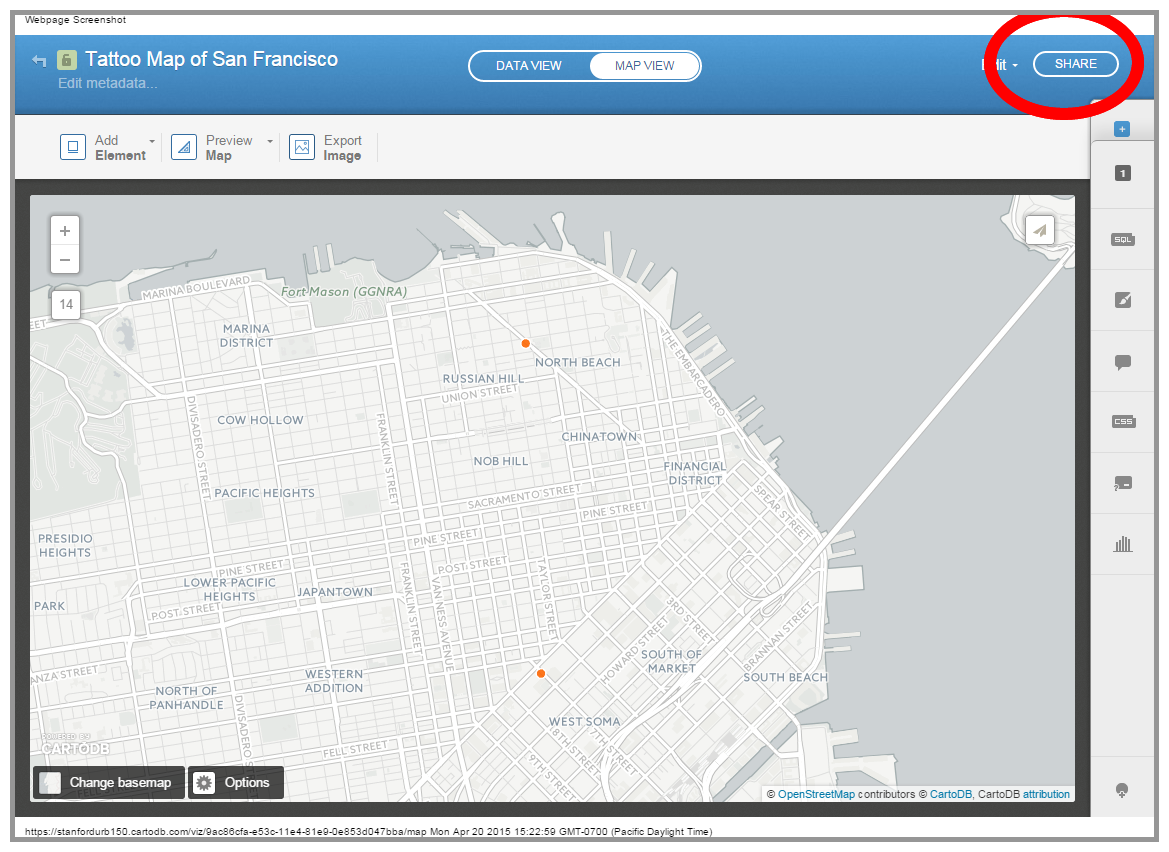 Webpage Screenshot
Tattoo Map of San Francisco
Edit metadata...
DATA VIEW
MAP VIEW
SHARE
Add
Element
Preview
Map
Export
Image
1
SQL
CSS
+
−
14
MARINA BOULEVARD
Fort Mason (GGNRA)
MARINA
DISTRICT
NORTH BEACH
THE EMBARCADERO
RUSSIAN HILL
UNION STREET
COW HOLLOW
DIVISADERO STREET
FRANKLIN STREET
CHINATOWN
NOB HILL
FINANCIAL
DISTRICT
PACIFIC HEIGHTS
SACRAMENTO STREET
SPEAR STREET
PINE STREET
PRESIDIO
HEIGHTS
PINE STREET
PINE STREET
POST STREET
TAYLOR STREET
LOWER PACIFIC
HEIGHTS
JAPANTOWN
FRANKLIN STREET
VAN NESS AVENUE
PARK
POST STREET
3RD STREET
HOWARD STREET
BRANNAN STREET
SOUTH OF
MARKET
SOUTH BEACH
ANZA STREET
WESTERN
ADDITION
NORTH OF
PANHANDLE
DIVISADERO S
WEST SOMA
7TH STREET
8TH STREET
9TH STREET
FELL STREET
POWERED BY
CARTODB
Change basemap
Options
© OpenStreetMap contributors © CartoDB, CartoDB attribution
https://stanfordurb150.cartodb.com/viz/9ac86cfa-e53c-11e4-81e9-0e853d047bba/map Mon Apr 20 2015 15:22:59 GMT-0700 (Pacific Daylight Time)